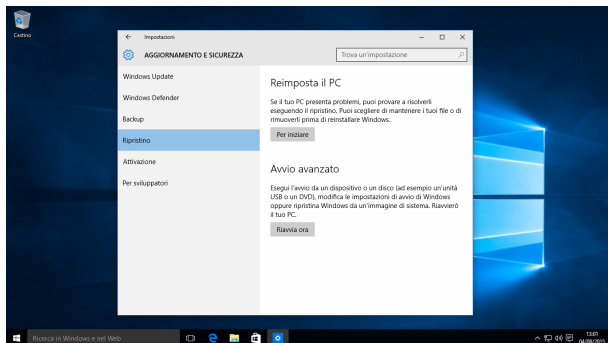 Cestino
Impostazioni
AGGIORNAMENTO E SICUREZZA
Trova un'impostazione
Windows Update
Windows Defender
Backup
Ripristino
Attivazione
Per sviluppatori
Reimposta il PC
Se il tuo PC presenta problemi, puoi provare a risolverli
eseguendo il ripristino. Puoi scegliere di mantenere i tuoi file o di
rimuoverli prima di reinstallare Windows.
Per iniziare
Avvio avanzato
Esegui l'avvio da un dispositivo o un disco (ad esempio un'unità
USB o un DVD), modifica le impostazioni di avvio di Windows
oppure ripristina Windows da un'immagine di sistema. Riavvierò
il tuo PC.
Riavvia ora
Ricerca in Windows e nel Web
13:01
04/08/2015